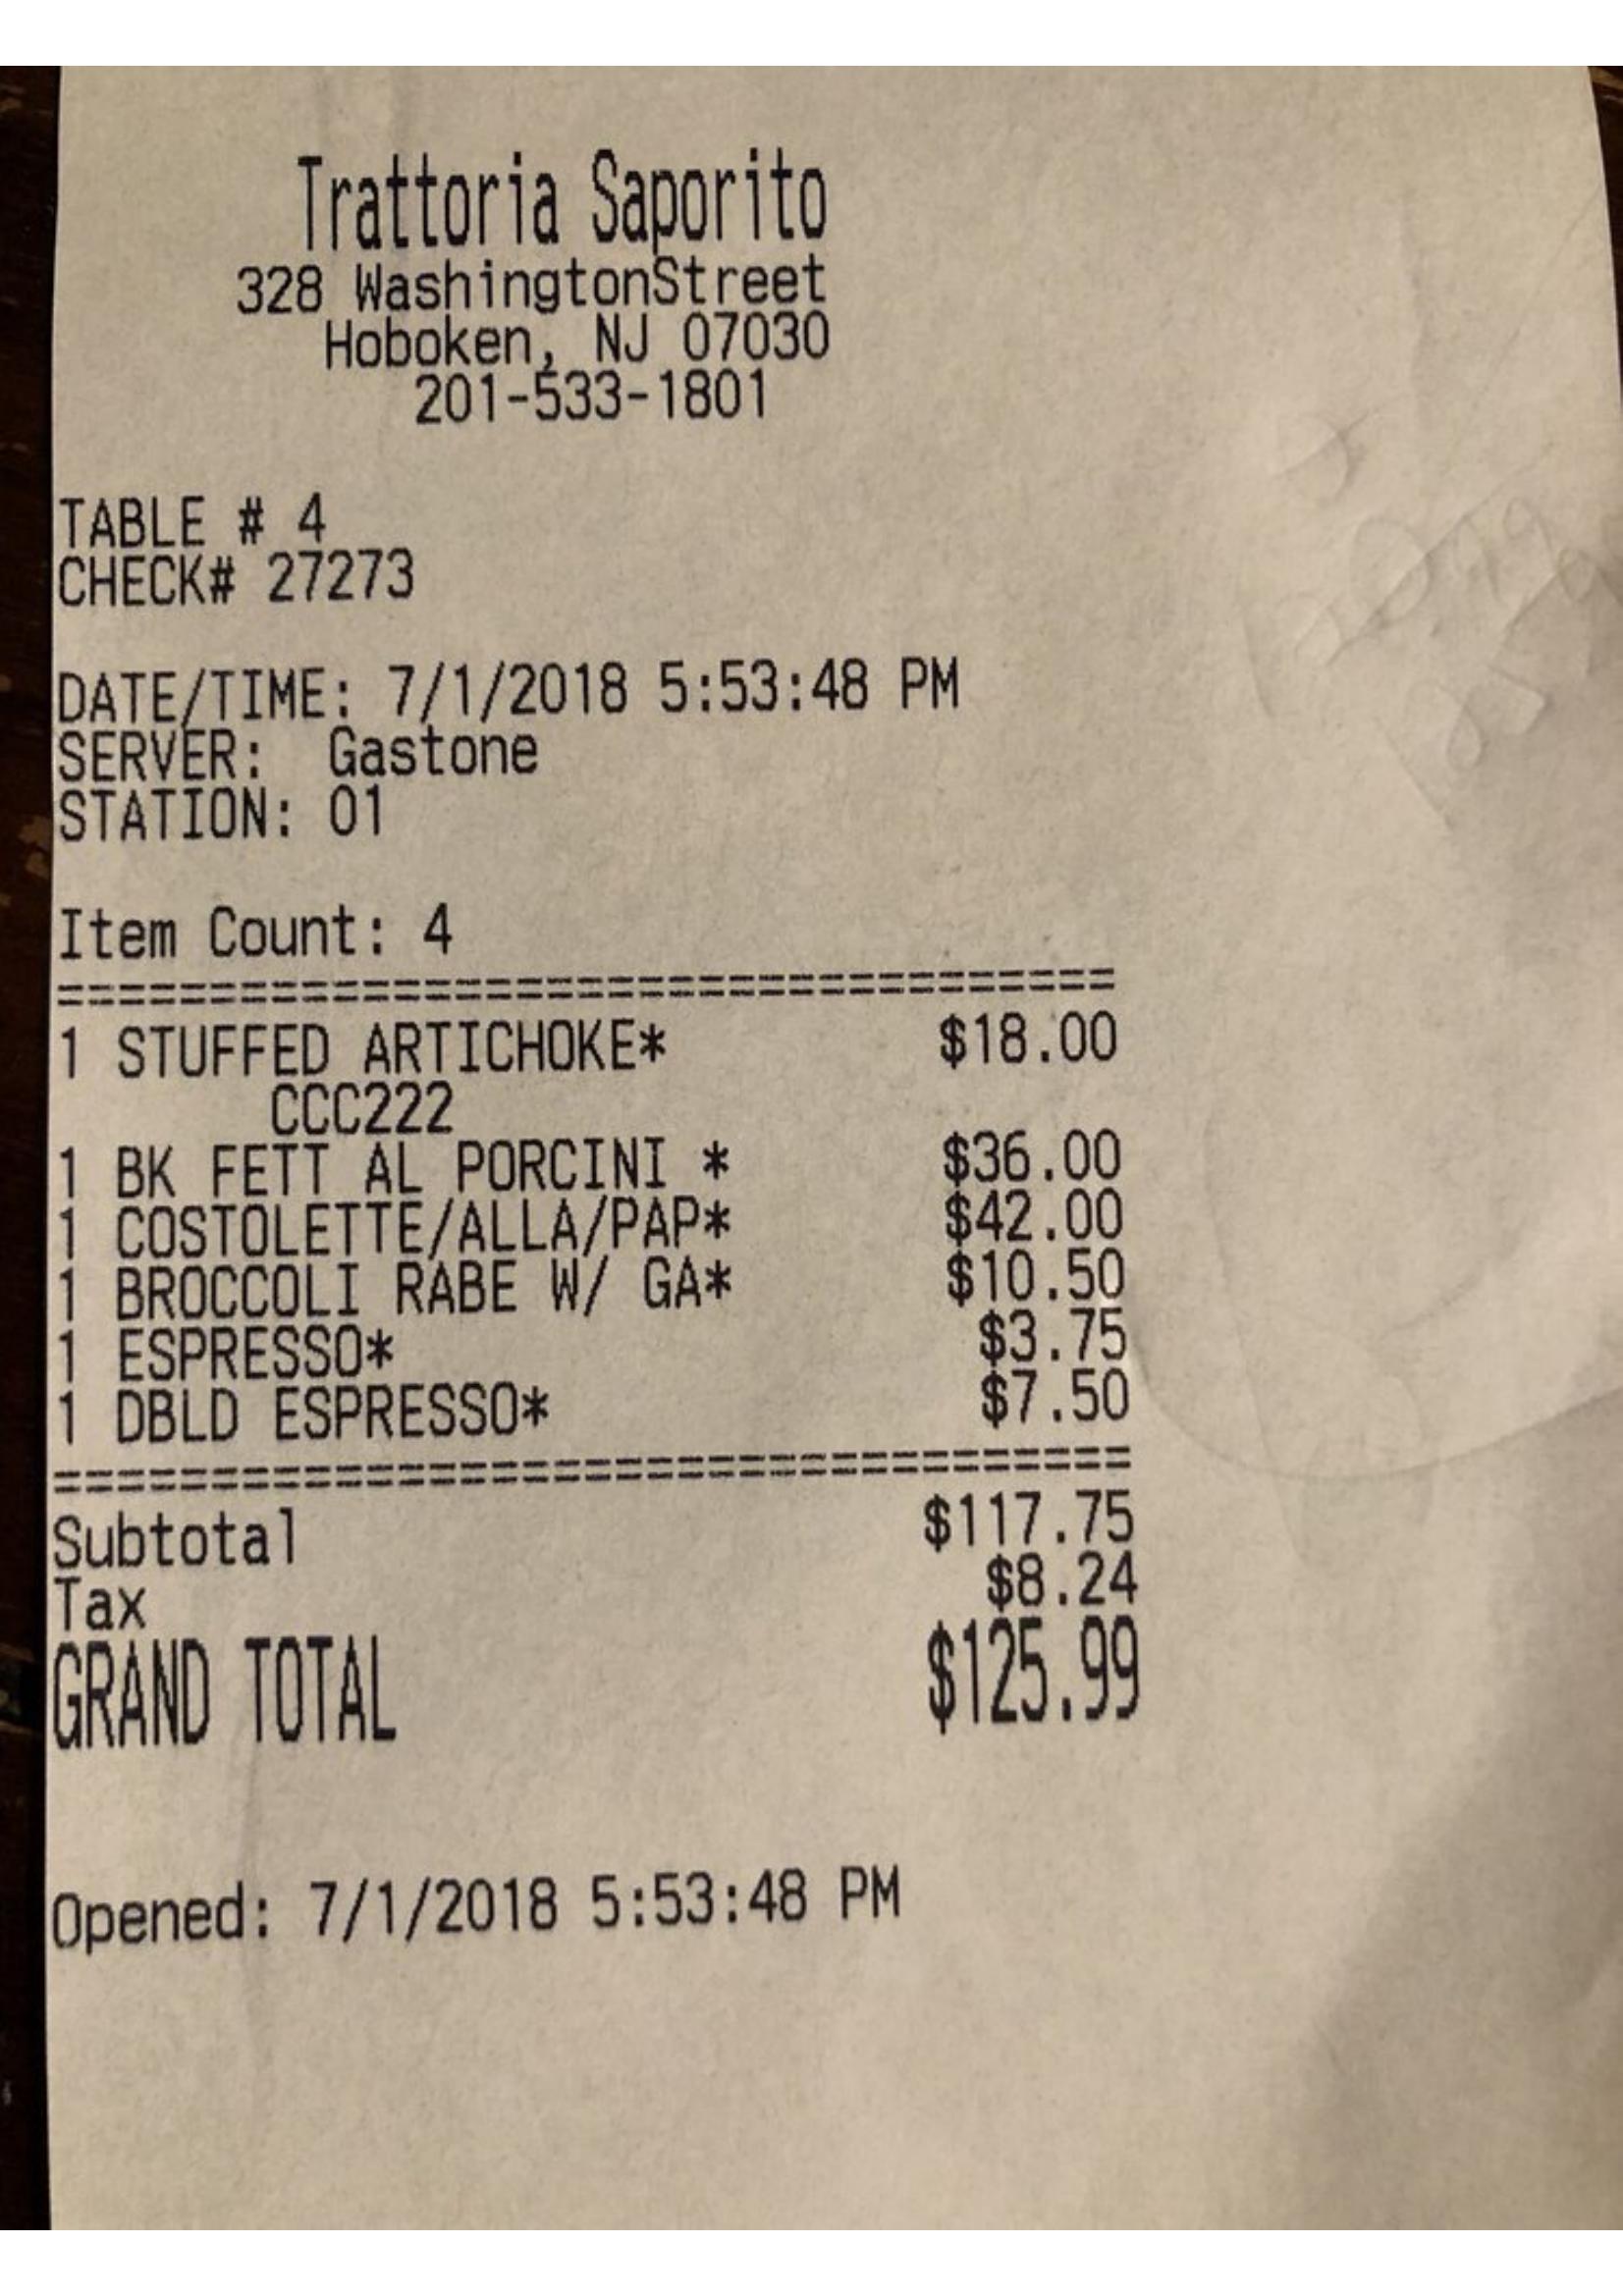 Trattoria Saporito
328 WashingtonStreet
Hoboken, NJ 07030
201-533-1801
TABLE # 4
CHECK# 27273
DATE/TIME: 7/1/2018 5:53:48 PM
SERVER: Gastone
STATION: 01
Item Count: 4
===================================
1 STUFFED ARTICHOKE* $18.00
CCC222
1 BK FETT AL PORCINI * $36.00
1 COSTOLETTE/ALLA/PAP* $42.00
1 BROCCOLI RABE W/ GA* $10.50
1 ESPRESSO* $3.75
1 DBLD ESPRESSO* $7.50
===================================
Subtotal $117.75
Tax $8.24
GRAND TOTAL $125.99
Opened: 7/1/2018 5:53:48 PM